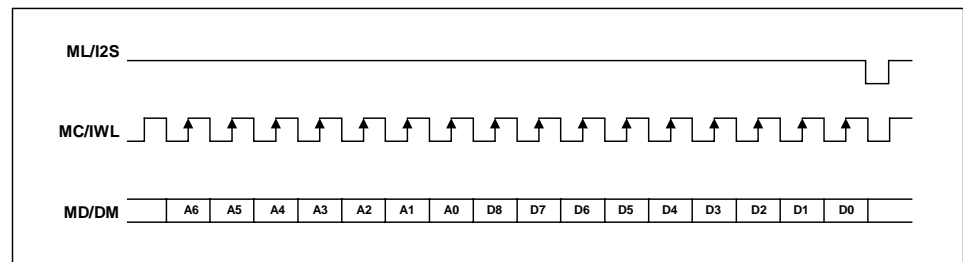 ML/I2S
MC/IWL
MD/DM A6 A5 A4 A3 A2 A1 A0 D8 D7 D6 D5 D4 D3 D2 D1 D0